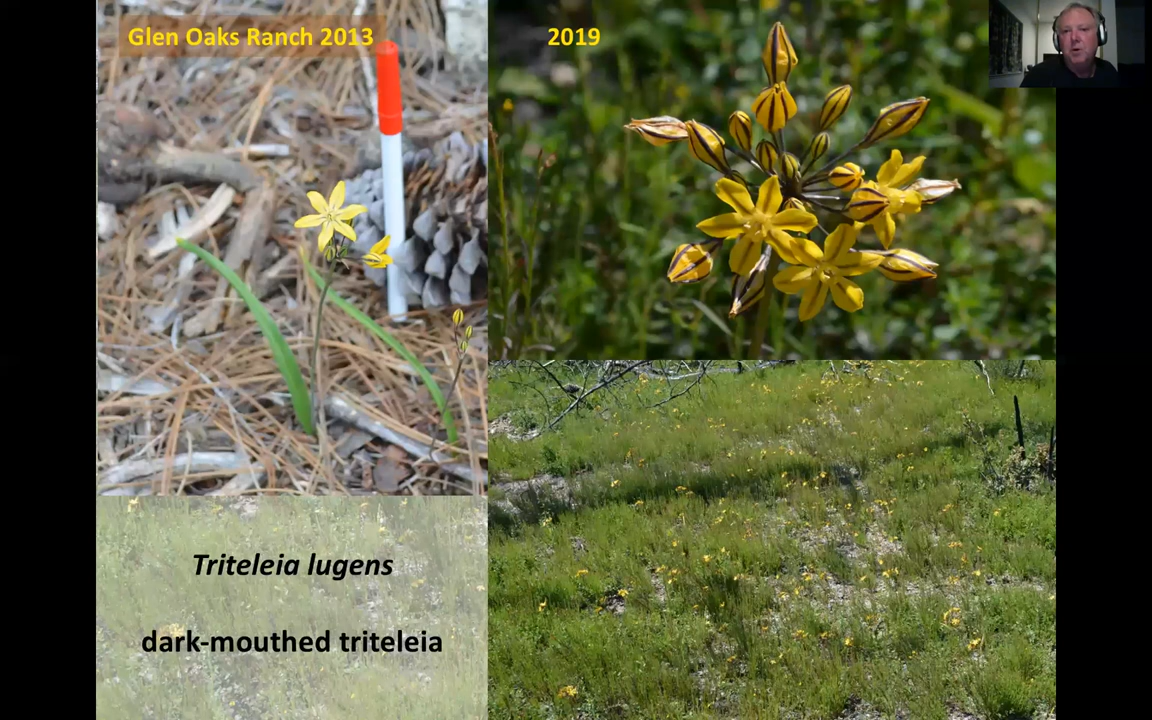 Glen Oaks Ranch 2013
2019
Triteleia lugens
dark-mouthed triteleia